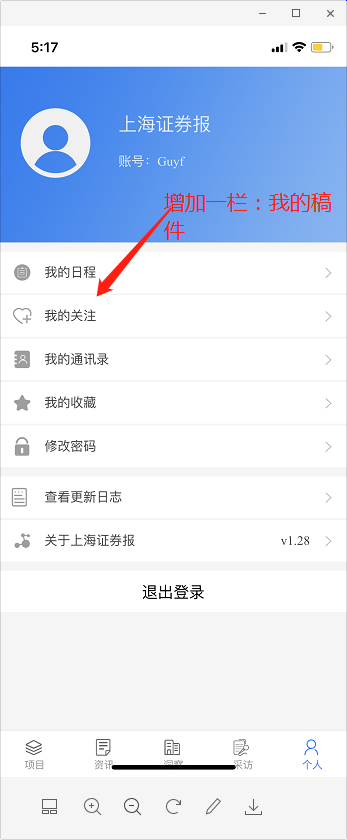 5:17
上海证券报
账号：Guyf
增加一栏：我的稿
件
我的日程
我的关注
我的通讯录
我的收藏
修改密码
查看更新日志
关于上海证券报 v1.28
退出登录
项目 资讯 洞察 采访 个人